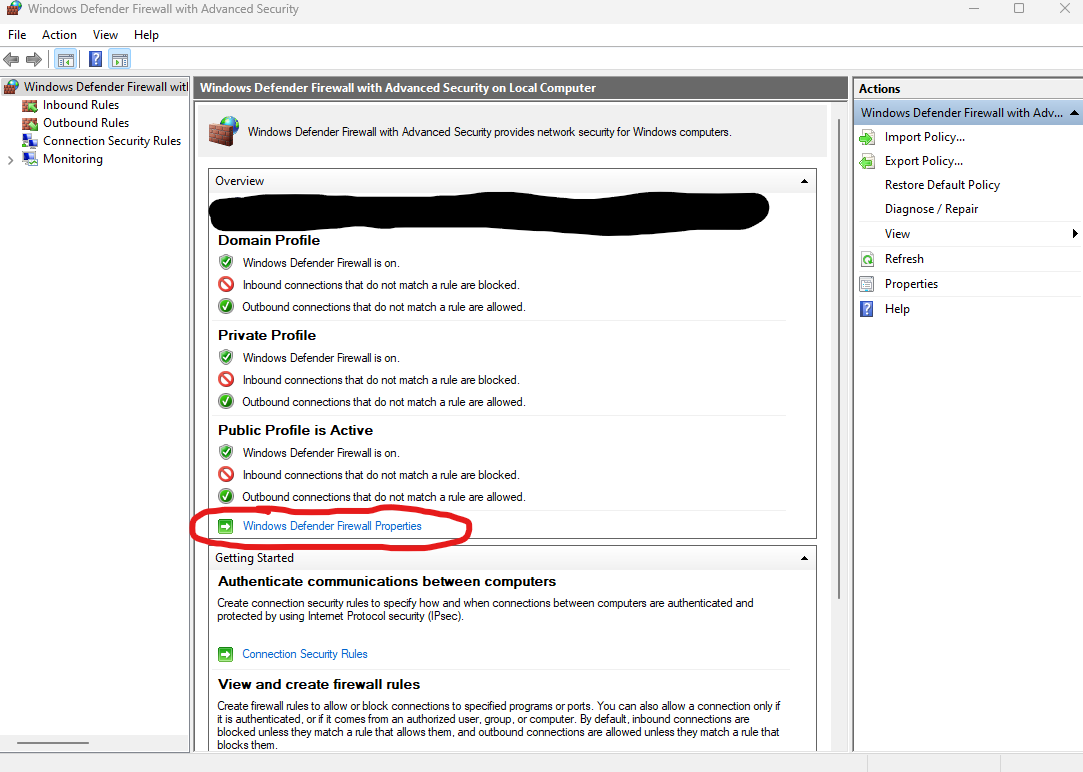 Windows Defender Firewall with Advanced Security
File Action View Help
Windows Defender Firewall wit
Inbound Rules
Outbound Rules
Connection Security Rules
Monitoring
Windows Defender Firewall with Advanced Security on Local Computer
Windows Defender Firewall with Advanced Security provides network security for Windows computers.
Overview
Domain Profile
Windows Defender Firewall is on.
Inbound connections that do not match a rule are blocked.
Outbound connections that do not match a rule are allowed.
Private Profile
Windows Defender Firewall is on.
Inbound connections that do not match a rule are blocked.
Outbound connections that do not match a rule are allowed.
Public Profile is Active
Windows Defender Firewall is on.
Inbound connections that do not match a rule are blocked.
Outbound connections that do not match a rule are allowed.
Windows Defender Firewall Properties
Getting Started
Authenticate communications between computers
Create connection security rules to specify how and when connections between computers are authenticated and
protected by using Internet Protocol security (IPsec).
Connection Security Rules
View and create firewall rules
Create firewall rules to allow or block connections to specified programs or ports. You can also allow a connection only if
it is authenticated, or if it comes from an authorized user, group, or computer. By default, inbound connections are
blocked unless they match a rule that allows them, and outbound connections are allowed unless they match a rule that
blocks them.
Actions
Windows Defender Firewall with Adv...
Import Policy...
Export Policy...
Restore Default Policy
Diagnose / Repair
View
Refresh
Properties
Help